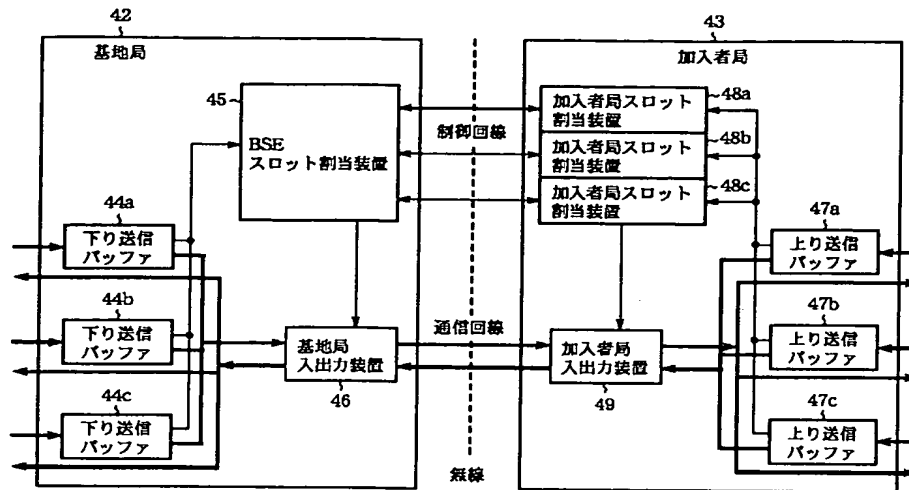 42
基地局
43
加入者局
45
BSE
スロット割当装置
制御回線
加入者局スロット
割当装置
48a
加入者局スロット
割当装置
48b
加入者局スロット
割当装置
48c
44a
下り送信
バッファ
44b
下り送信
バッファ
44c
下り送信
バッファ
基地局
入出力装置
46
通信回線
加入者局
入出力装置
49
47a
上り送信
バッファ
47b
上り送信
バッファ
47c
上り送信
バッファ
無線